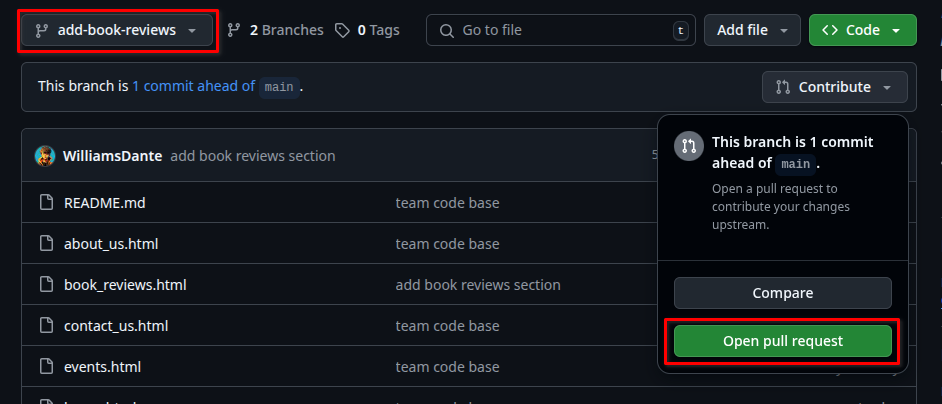 add-book-reviews
2 Branches
0 Tags
Go to file
t
Add file
Code
This branch is 1 commit ahead of main .
Contribute
This branch is 1 commit
ahead of main .
Open a pull request to
contribute your changes
upstream.
Compare
Open pull request
WilliamsDante add book reviews section
5
README.md team code base
about_us.html team code base
book_reviews.html add book reviews section
contact_us.html team code base
events.html team code base